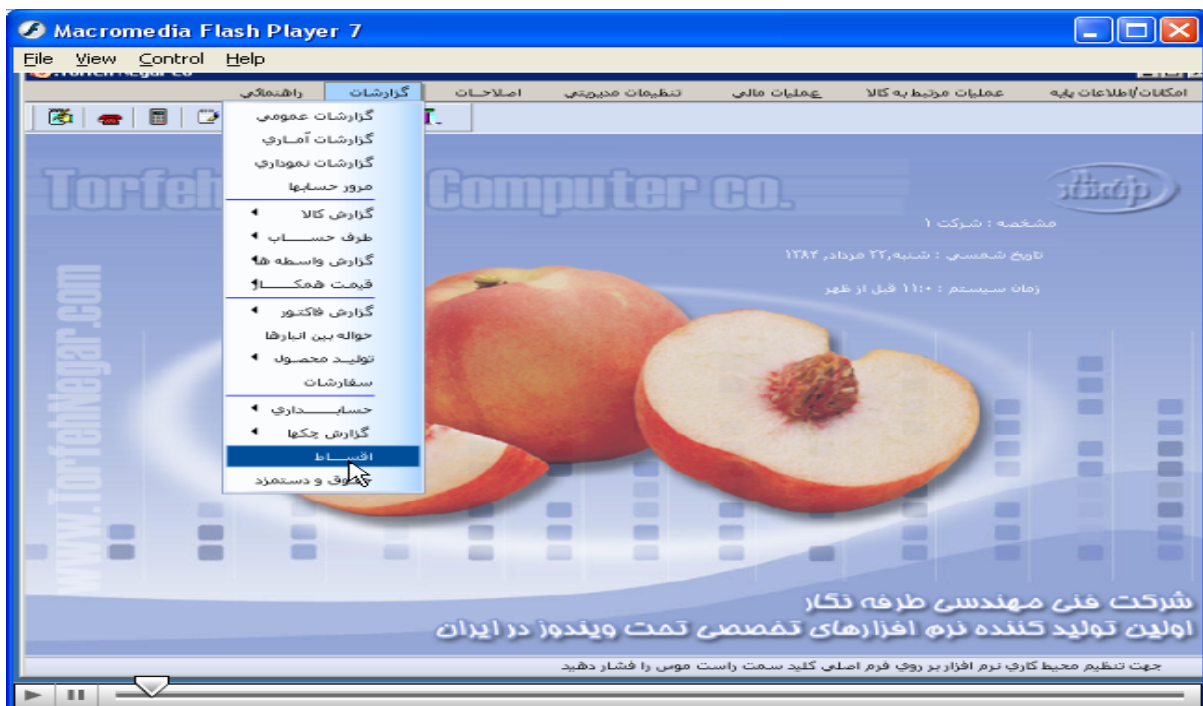 Macromedia Flash Player 7
File View Control Help
امکانات/اطلاعات پایه عملیات مرتبط به کالا عملیات مالی تنظیمات مدیریتی اصلاحات گزارشات راهنمائی
گزارشات عمومی
گزارشات آماری
گزارشات نموداری
مرور حسابها
گزارش کالا
طرف حساب
گزارش واسطه ها
قیمت همکار
گزارش فاکتور
حواله بین انبارها
تولید محصول
سفارشات
حسابداری
گزارش چکها
اقساط
و دستمزد
Torfeh Computer co.
www.TorfehNegar.com
مشخصه : شرکت ۱
تاریخ شمسی : شنبه,۲۲ مرداد, ۱۳۸۴
زمان سیستم : ۱۱:۰ قبل از ظهر
شرکت فنی مهندسی طرفه نگار
اولین تولید کننده نرم افزارهای تخصصی تحت ویندوز در ایران
جهت تنظیم محیط کاری نرم افزار بر روی فرم اصلی کلید سمت راست موس را فشار دهید